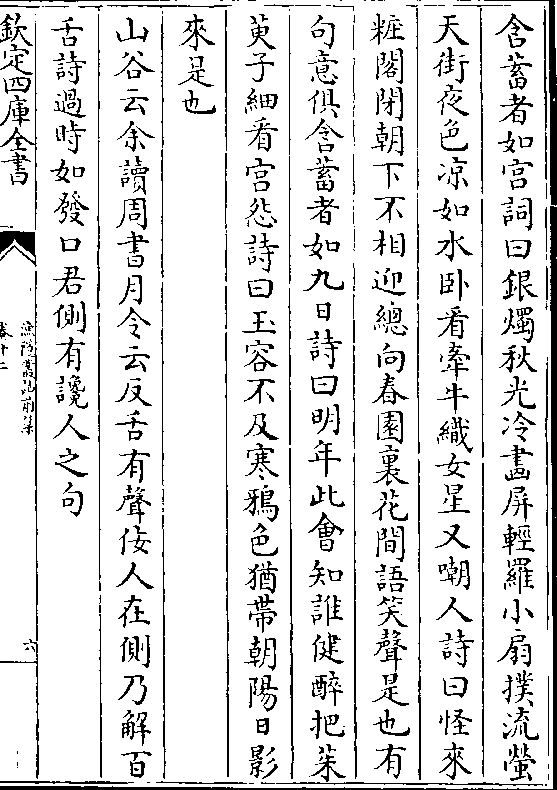 含蓄者如宫詞曰銀燭秋光冷畫屏輕羅小扇撲流螢
天街夜色凉如水卧看牽牛織女星又嘲人詩曰怪來
粧閣閉朝下不相迎總向春園裏花間語笑聲是也有
句意俱含蓄者如九日詩曰明年此會知誰健醉把茱
萸子細看宫怨詩曰玉容不及寒鴉色猶帶朝陽日影
來是也
山谷云余讀周書月令云反舌有聲佞人在側乃解百
舌詩過時如發口君側有讒人之句
欽定四庫全書
漁隱叢話前集
卷十二
六